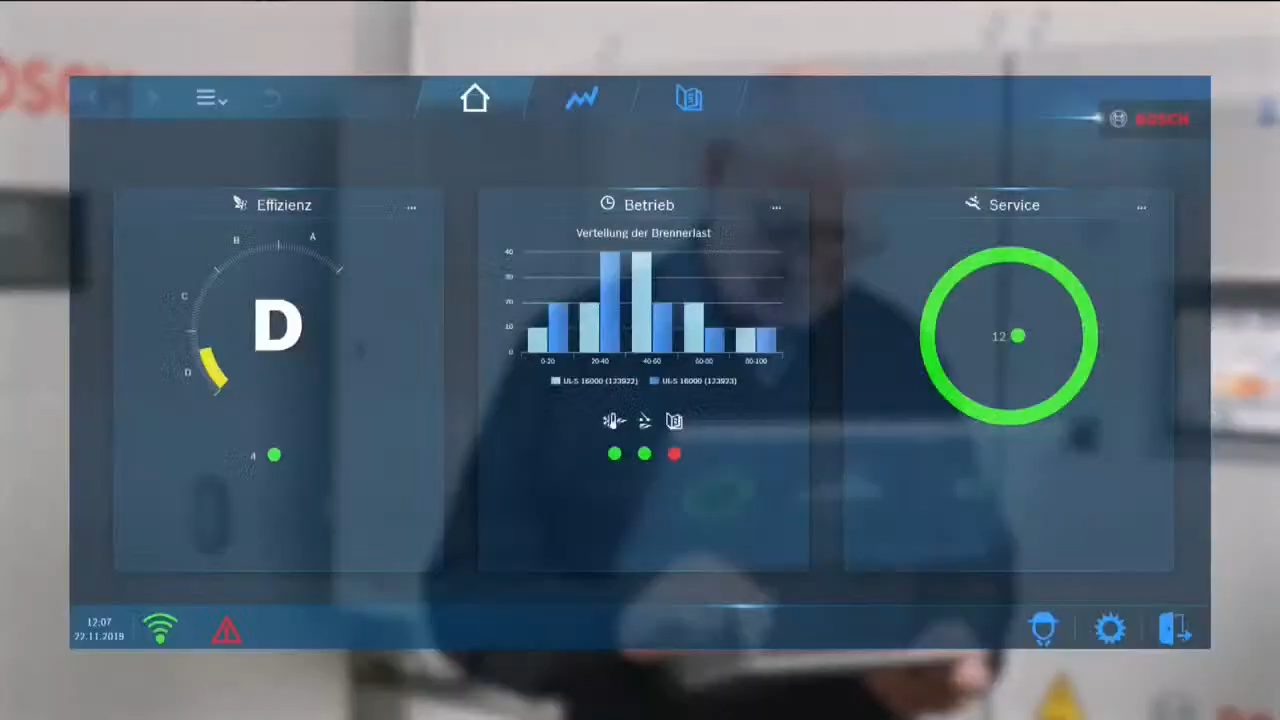 BOSCH
Effizienz
...
B
A
C
D
D
4
Betrieb
...
Verteilung der Brennerlast
40
30
20
10
0
0-20
20-40
40-60
60-80
80-100
UL-S 16000 (123922)
UL-S 16000 (123923)
Service
...
12
12:07
22.11.2019